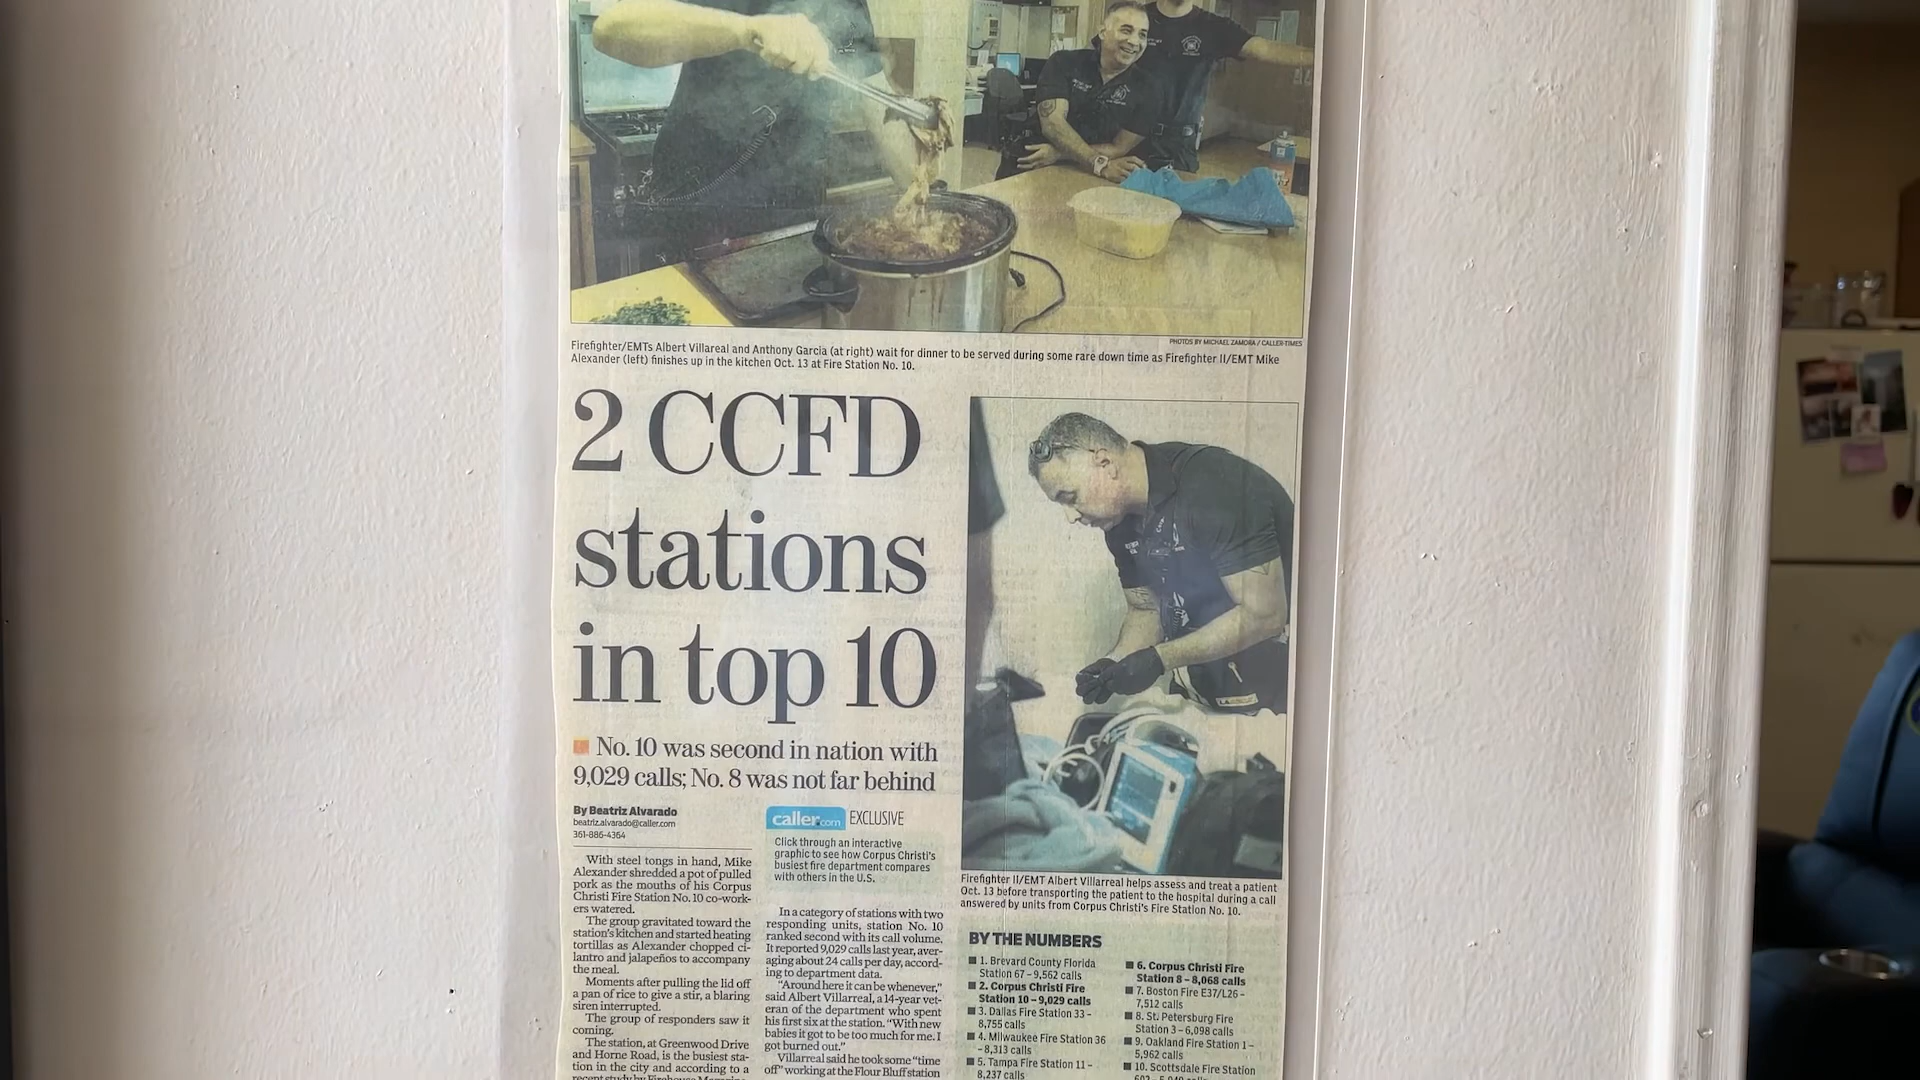 PHOTOS BY MICHAEL ZAMORA / CALLER-TIMES
Firefighter/EMTs Albert Villareal and Anthony Garcia (at right) wait for dinner to be served during some rare down time as Firefighter II/EMT Mike
Alexander (left) finishes up in the kitchen Oct. 13 at Fire Station No. 10.
2 CCFD
stations
in top 10
No. 10 was second in nation with
9,029 calls; No. 8 was not far behind
By Beatriz Alvarado
beatriz.alvarado@caller.com
361-886-4364
With steel tongs in hand, Mike
Alexander shredded a pot of pulled
pork as the mouths of his Corpus
Christi Fire Station No. 10 co-work-
ers watered.
The group gravitated toward the
station's kitchen and started heating
tortillas as Alexander chopped ci-
lantro and jalapeños to accompany
the meal.
Moments after pulling the lid off
a pan of rice to give a stir, a blaring
siren interrupted.
The group of responders saw it
coming.
The station, at Greenwood Drive
and Horne Road, is the busiest sta-
tion in the city and according to a
recent study by Firehouse Magazine
caller.com EXCLUSIVE
Click through an interactive
graphic to see how Corpus Christi's
busiest fire department compares
with others in the U.S.
In a category of stations with two
responding units, station No. 10
ranked second with its call volume.
It reported 9,029 calls last year, aver-
aging about 24 calls per day, accord-
ing to department data.
"Around here it can be whenever,"
said Albert Villarreal, a 14-year vet-
eran of the department who spent
his first six at the station. "With new
babies it got to be too much for me. I
got burned out."
Villarreal said he took some "time
off" working at the Flour Bluff station
Firefighter II/EMT Albert Villarreal helps assess and treat a patient
Oct. 13 before transporting the patient to the hospital during a call
answered by units from Corpus Christi's Fire Station No. 10.
BY THE NUMBERS
1. Brevard County Florida
Station 67 – 9,562 calls
2. Corpus Christi Fire
Station 10 – 9,029 calls
3. Dallas Fire Station 33 –
8,755 calls
4. Milwaukee Fire Station 36
– 8,313 calls
5. Tampa Fire Station 11 –
8,237 calls
6. Corpus Christi Fire
Station 8 – 8,068 calls
7. Boston Fire E37/L26 –
7,512 calls
8. St. Petersburg Fire
Station 3 – 6,098 calls
9. Oakland Fire Station 1 –
5,962 calls
10. Scottsdale Fire Station